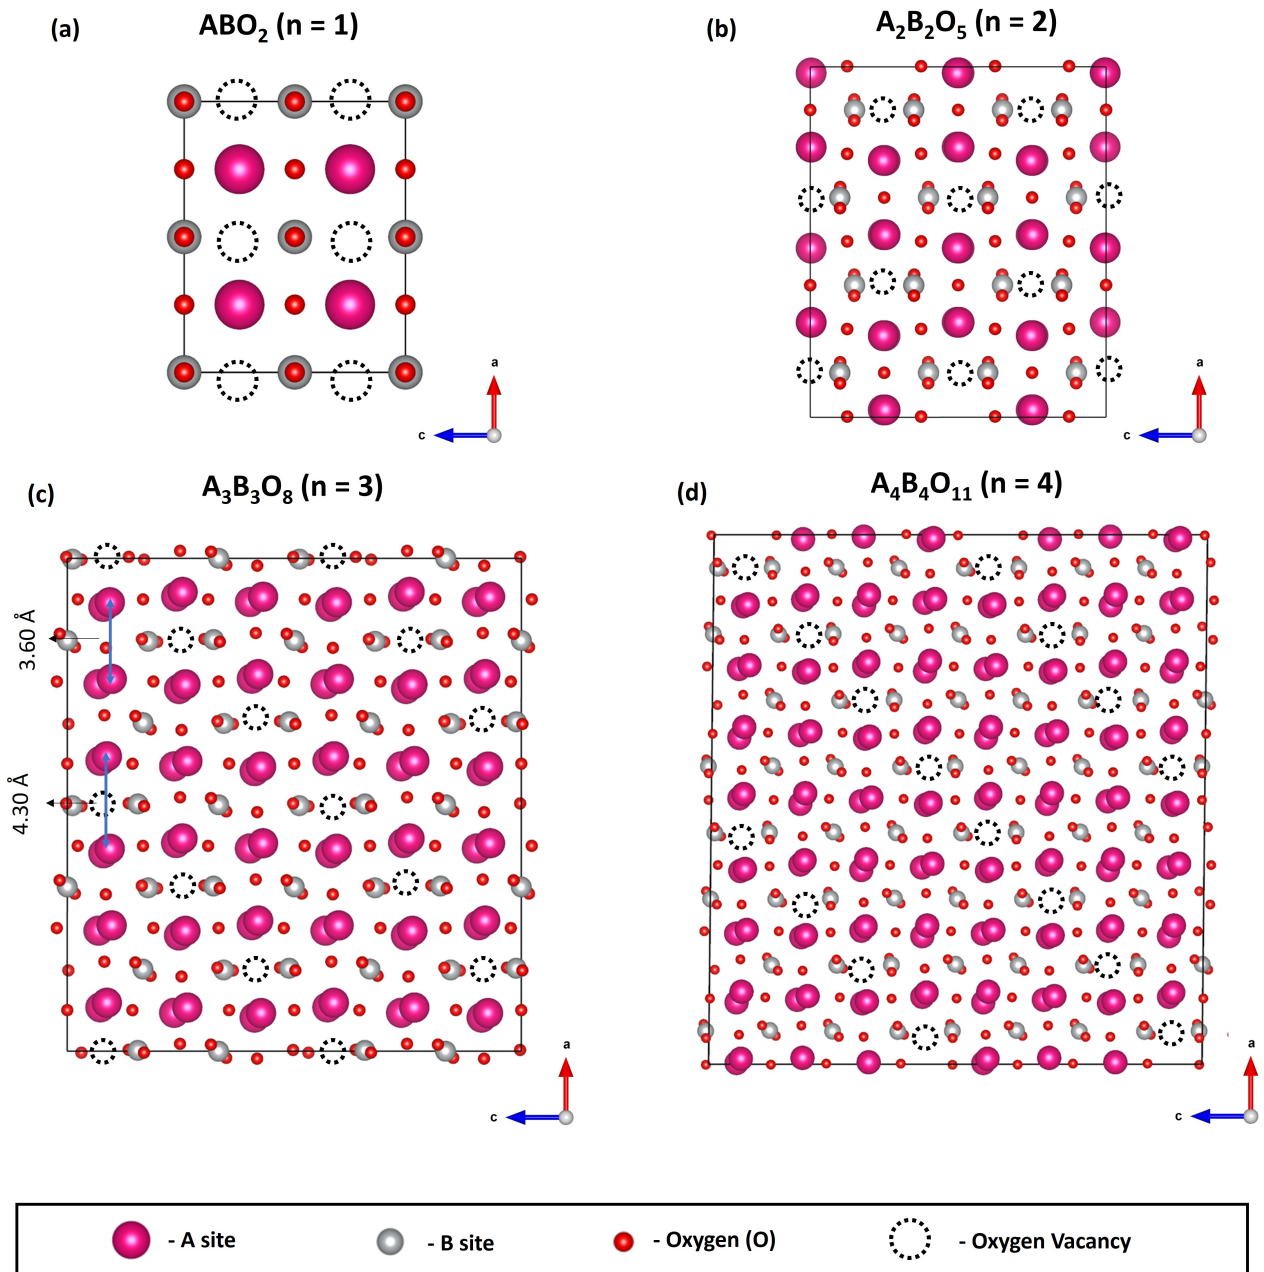 (a) ABO₂ (n = 1)
(b) A₂B₂O₅ (n = 2)
a
c
a
c
(c) A₃B₃O₈ (n = 3)
(d) A₄B₄O₁₁ (n = 4)
3.60 Å
4.30 Å
a
c
a
c
- A site
- B site
- Oxygen (O)
- Oxygen Vacancy